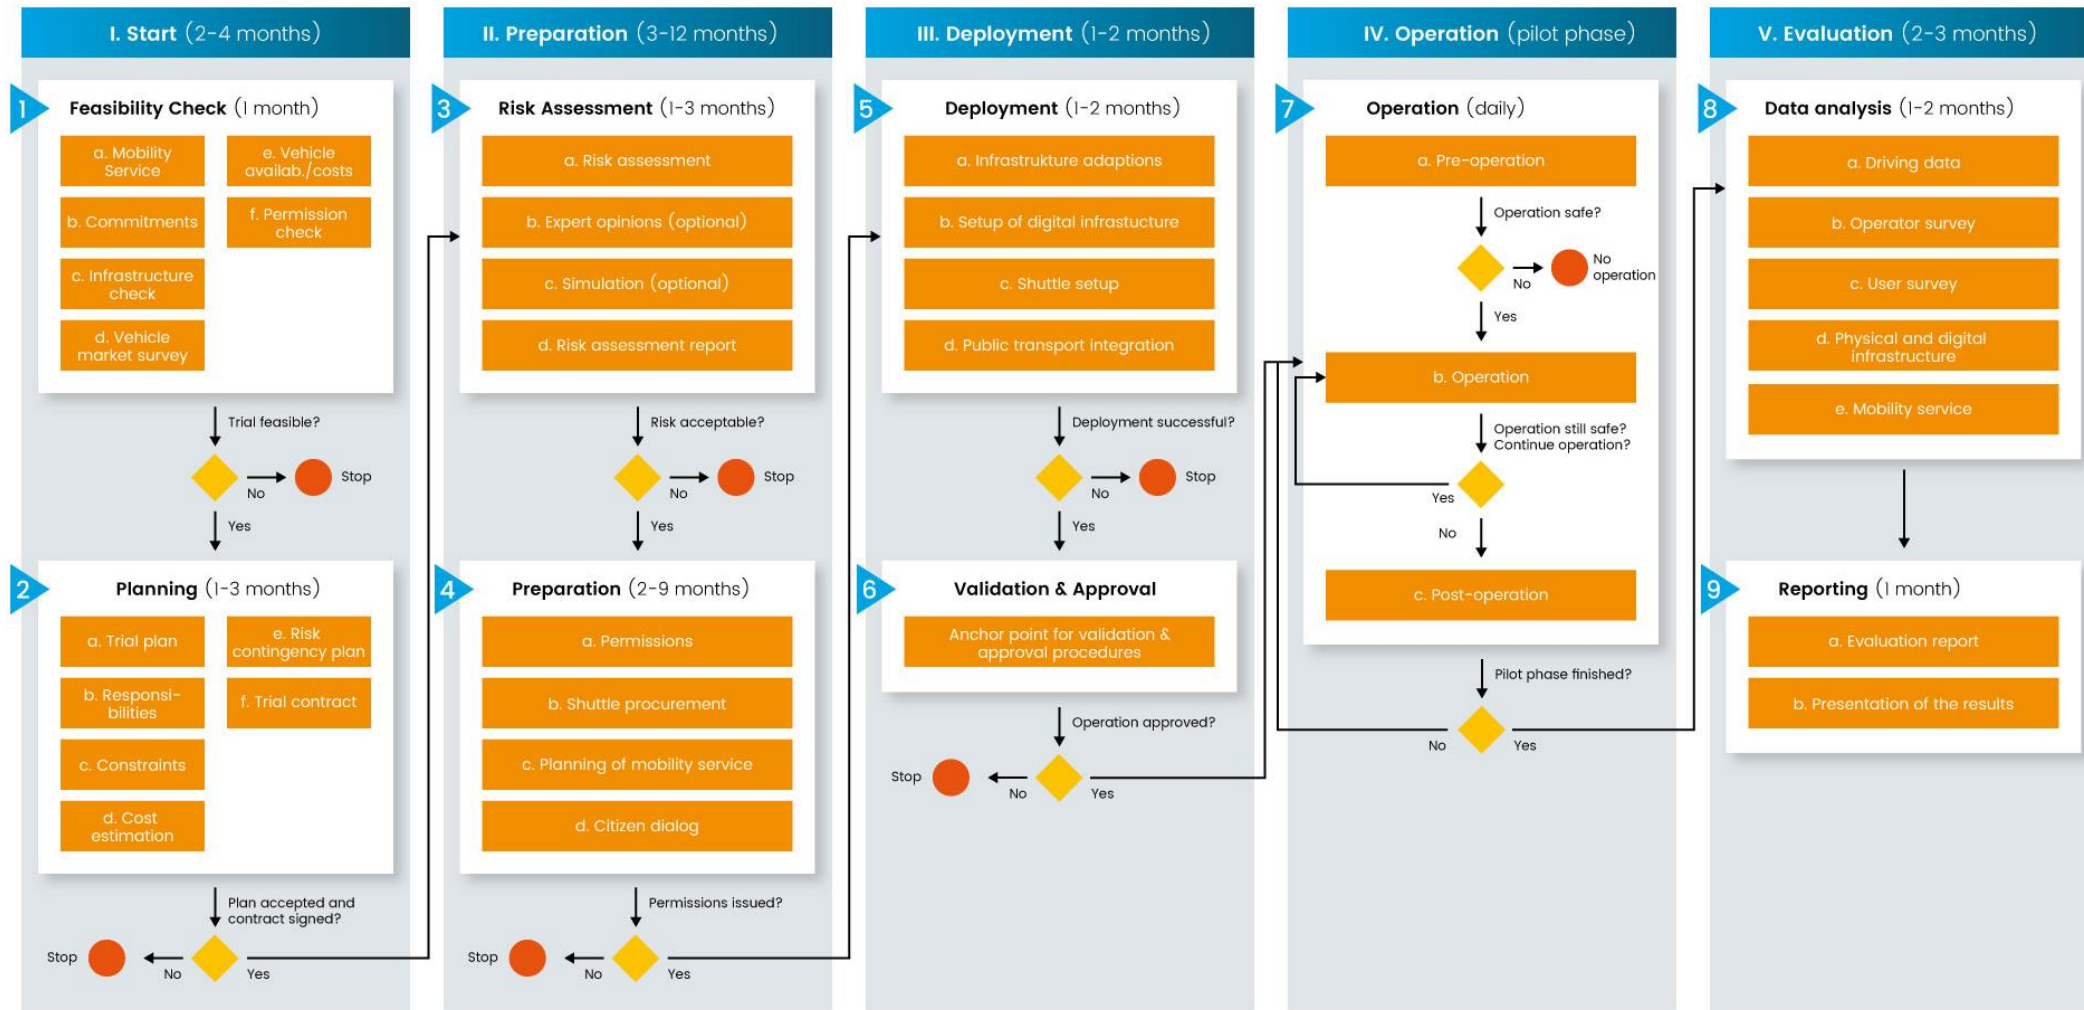 I. Start (2-4 months)
1
Feasibility Check (1 month)
a. Mobility
Service
b. Commitments
c. Infrastructure
check
d. Vehicle
market survey
e. Vehicle
availab./costs
f. Permission
check
Trial feasible?
No
Stop
Yes
2
Planning (1-3 months)
a. Trial plan
b. Responsi-
bilities
c. Constraints
d. Cost
estimation
e. Risk
contingency plan
f. Trial contract
Plan accepted and
contract signed?
Stop
No
Yes
II. Preparation (3-12 months)
3
Risk Assessment (1-3 months)
a. Risk assessment
b. Expert opinions (optional)
c. Simulation (optional)
d. Risk assessment report
Risk acceptable?
No
Stop
Yes
4
Preparation (2-9 months)
a. Permissions
b. Shuttle procurement
c. Planning of mobility service
d. Citizen dialog
Permissions issued?
Stop
No
Yes
III. Deployment (1-2 months)
5
Deployment (1-2 months)
a. Infrastrukture adaptions
b. Setup of digital infrastucture
c. Shuttle setup
d. Public transport integration
Deployment successful?
No
Stop
Yes
6
Validation & Approval
Anchor point for validation &
approval procedures
Operation approved?
Stop
No
Yes
IV. Operation (pilot phase)
7
Operation (daily)
a. Pre-operation
Operation safe?
No
No
operation
Yes
b. Operation
Operation still safe?
Continue operation?
Yes
No
c. Post-operation
Pilot phase finished?
No
Yes
V. Evaluation (2-3 months)
8
Data analysis (1-2 months)
a. Driving data
b. Operator survey
c. User survey
d. Physical and digital
infrastructure
e. Mobility service
9
Reporting (1 month)
a. Evaluation report
b. Presentation of the results